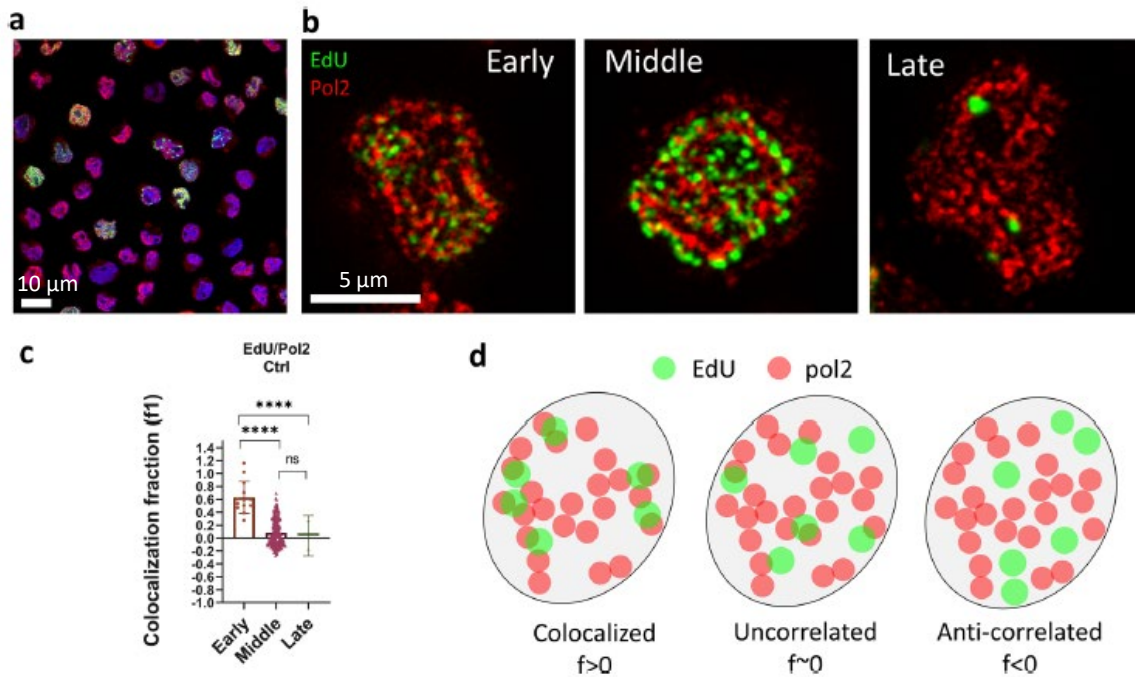 a
10 µm
b
EdU
Pol2
Early
5 µm
Middle
Late
c
EdU/Pol2
Ctrl
Colocalization fraction (f1)
****
****
ns
1.4
1.2
1.0
0.8
0.6
0.4
0.2
0.0
-0.2
-0.4
-0.6
-0.8
-1.0
Early
Middle
Late
d
EdU
pol2
Colocalized
f>0
Uncorrelated
f~0
Anti-correlated
f<0